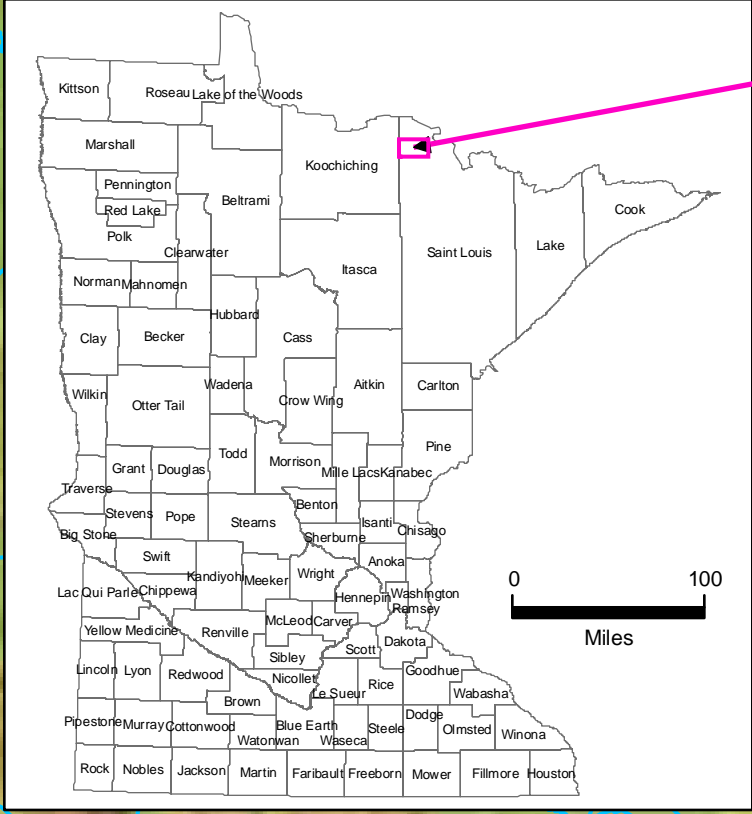 Kittson
Roseau
Lake of the Woods
Marshall
Koochiching
Pennington
Beltrami
Red Lake
Cook
Polk
Clearwater
Saint Louis
Lake
Itasca
Norman
Mahnomen
Hubbard
Clay
Becker
Cass
Wadena
Aitkin
Carlton
Wilkin
Otter Tail
Crow Wing
Pine
Todd
Morrison
Grant
Douglas
Mille Lacs
Kanabec
Traverse
Benton
Stevens
Pope
Stearns
Isanti
Chisago
Big Stone
Sherburne
Swift
Anoka
Kandiyohi
Meeker
Wright
0
100
Lac Qui Parle
Chippewa
Hennepin
Washington
Ramsey
McLeod
Carver
Miles
Yellow Medicine
Renville
Dakota
Scott
Sibley
Lincoln
Lyon
Redwood
Nicollet
Goodhue
Le Sueur
Rice
Wabasha
Brown
Dodge
Pipestone
Murray
Cottonwood
Blue Earth
Steele
Olmsted
Winona
Watonwan
Waseca
Rock
Nobles
Jackson
Martin
Faribault
Freeborn
Mower
Fillmore
Houston